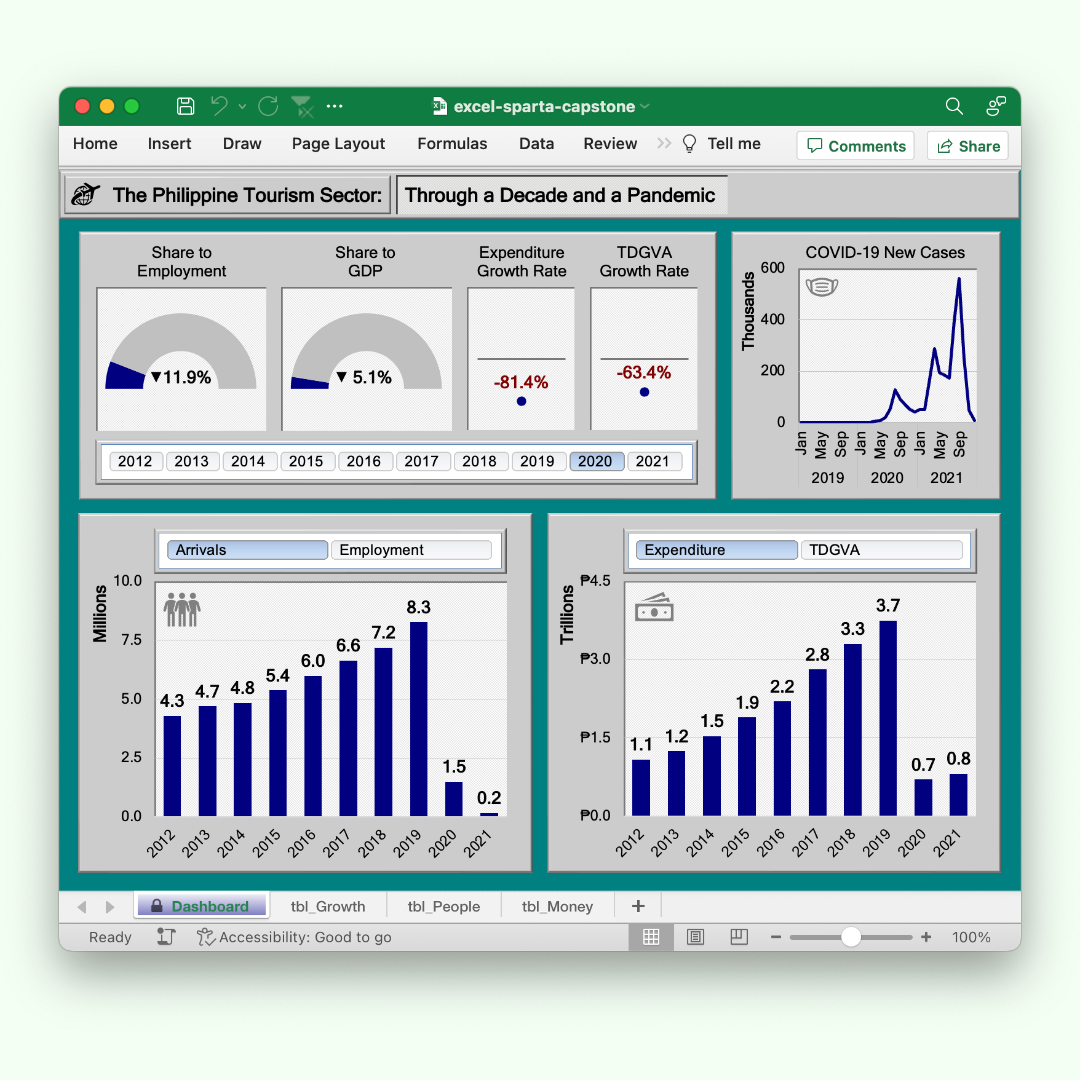 excel-sparta-capstone
Home Insert Draw Page Layout Formulas Data Review Tell me Comments Share
The Philippine Tourism Sector: Through a Decade and a Pandemic
Share to
Employment
▼11.9%
Share to
GDP
▼ 5.1%
Expenditure
Growth Rate
-81.4%
TDGVA
Growth Rate
-63.4%
2012 2013 2014 2015 2016 2017 2018 2019 2020 2021
COVID-19 New Cases
Thousands
600
400
200
0
Jan May Sep Jan May Sep Jan May Sep
2019 2020 2021
Arrivals Employment
Millions
10.0
7.5
5.0
2.5
0.0
4.3 4.7 4.8 5.4 6.0 6.6 7.2 8.3 1.5 0.2
2012 2013 2014 2015 2016 2017 2018 2019 2020 2021
Expenditure TDGVA
Trillions
₱4.5
₱3.0
₱1.5
₱0.0
1.1 1.2 1.5 1.9 2.2 2.8 3.3 3.7 0.7 0.8
2012 2013 2014 2015 2016 2017 2018 2019 2020 2021
Dashboard tbl_Growth tbl_People tbl_Money +
Ready Accessibility: Good to go 100%